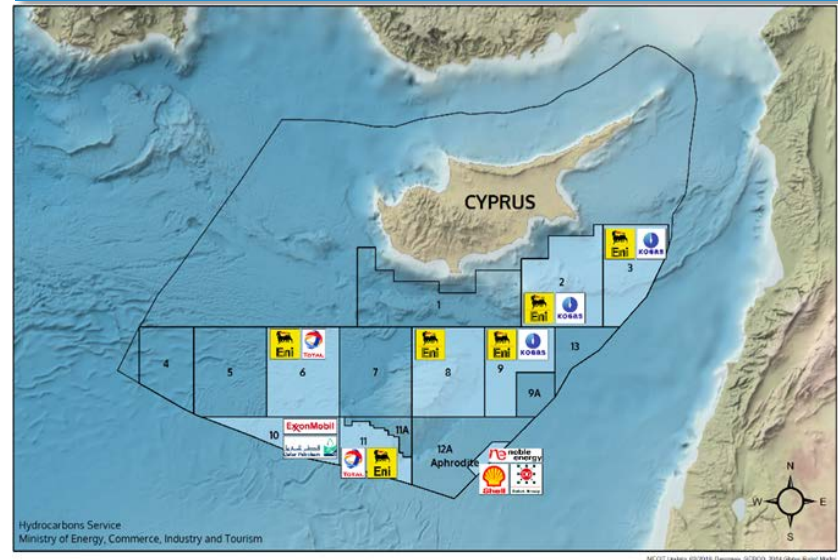 CYPRUS
Eni
KOGAS
3
2
Eni
KOGAS
1
4
5
Eni
TOTAL
6
7
Eni
8
Eni
KOGAS
9
13
9A
10
ExxonMobil
Qatar Petroleum
11
11A
TOTAL
Eni
12A
Aphrodite
noble
energy
Shell
N
W
E
S
Hydrocarbons Service
Ministry of Energy, Commerce, Industry and Tourism